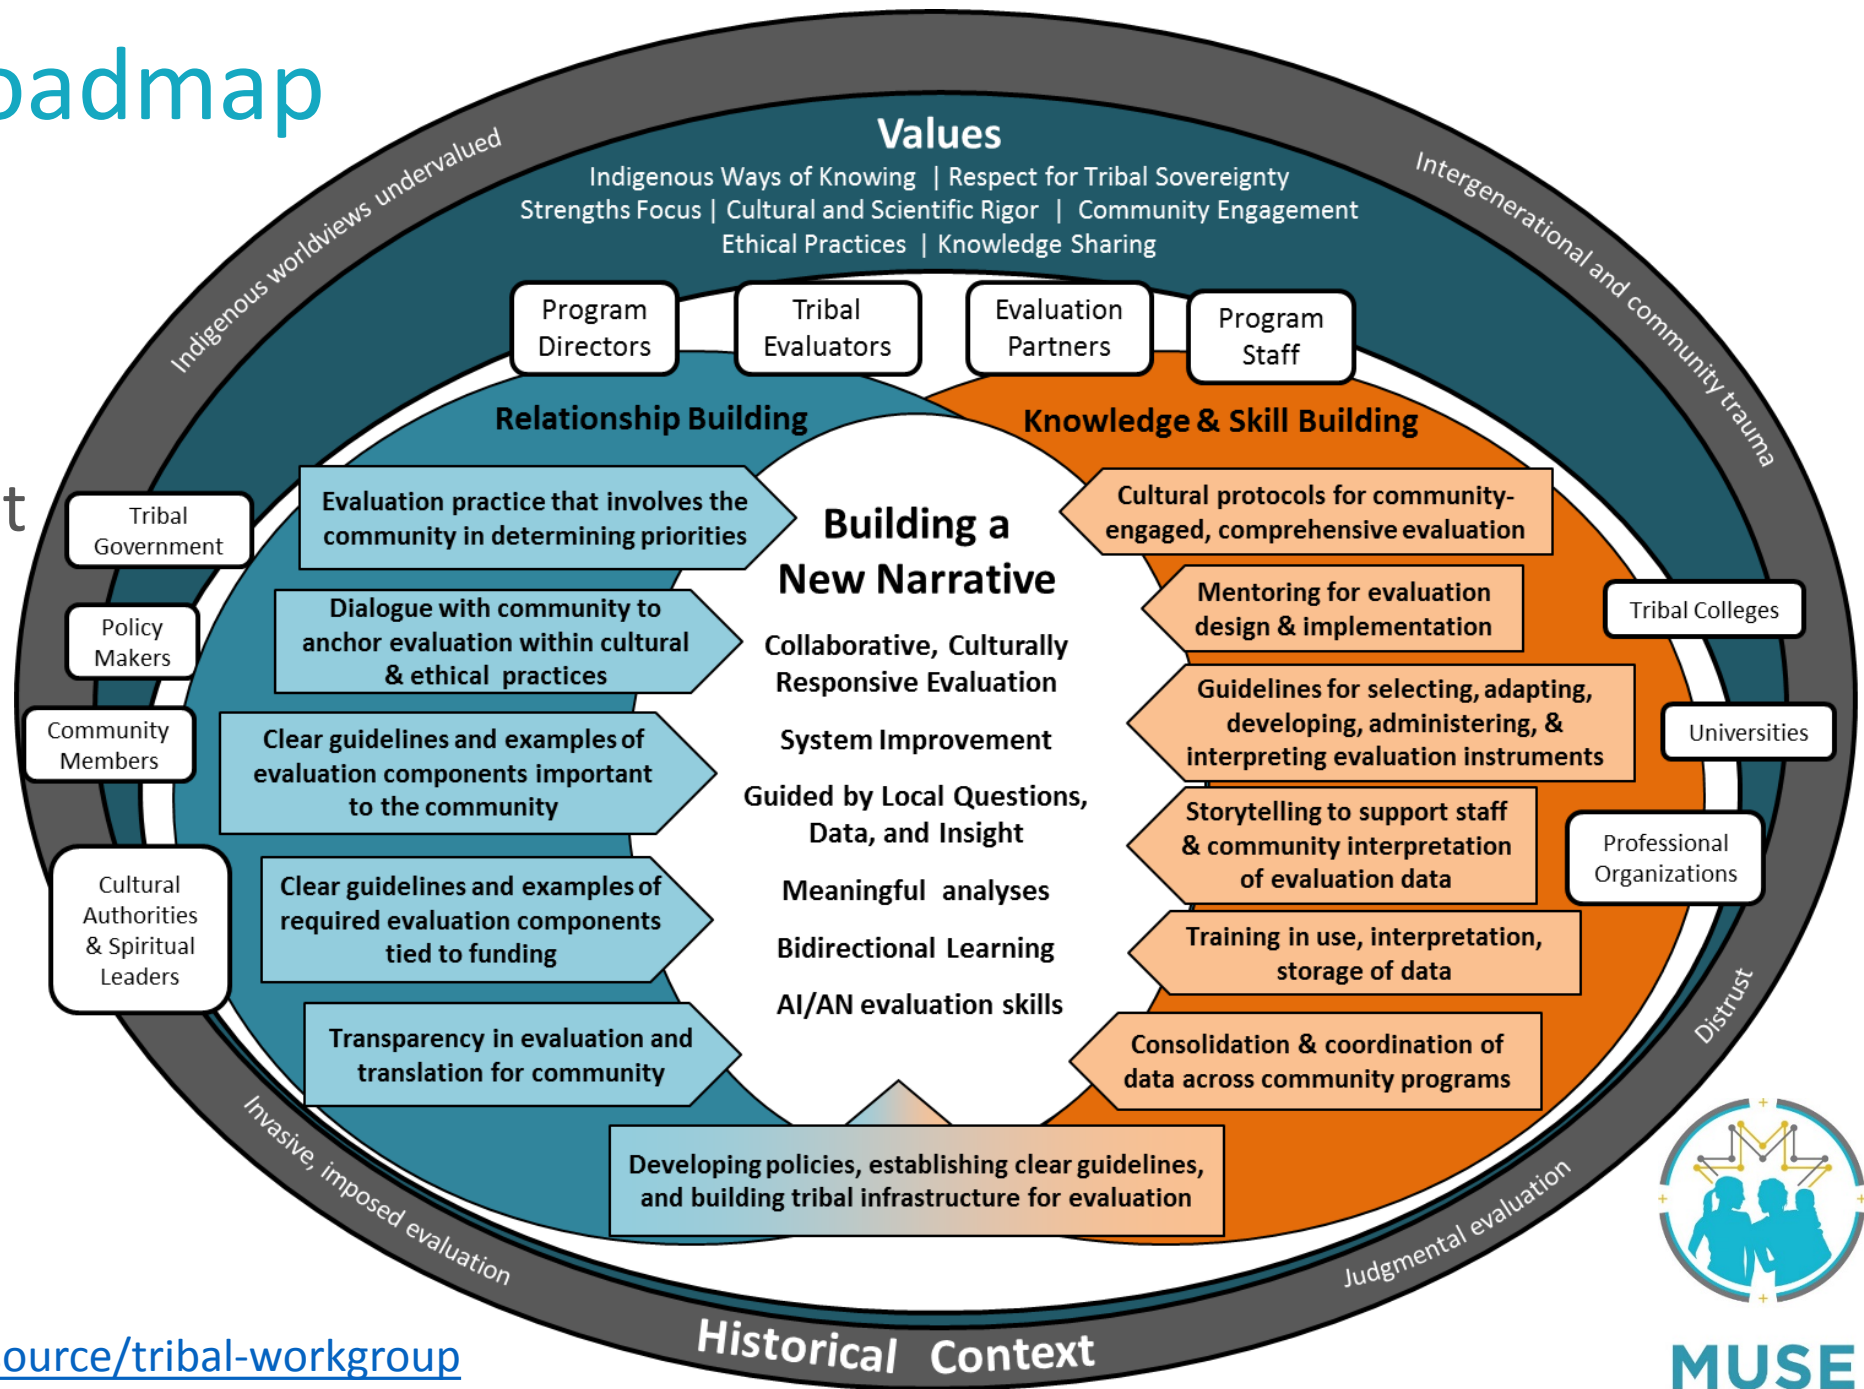 oadmap
t
Historical Context
Indigenous worldviews undervalued
Intergenerational and community trauma
Distrust
Judgmental evaluation
Invasive, imposed evaluation
Values
Indigenous Ways of Knowing | Respect for Tribal Sovereignty
Strengths Focus | Cultural and Scientific Rigor | Community Engagement
Ethical Practices | Knowledge Sharing
Program
Directors
Tribal
Evaluators
Evaluation
Partners
Program
Staff
Tribal
Government
Policy
Makers
Community
Members
Cultural
Authorities
& Spiritual
Leaders
Tribal Colleges
Universities
Professional
Organizations
Relationship Building
Evaluation practice that involves the
community in determining priorities
Dialogue with community to
anchor evaluation within cultural
& ethical practices
Clear guidelines and examples of
evaluation components important
to the community
Clear guidelines and examples of
required evaluation components
tied to funding
Transparency in evaluation and
translation for community
Building a
New Narrative
Collaborative, Culturally
Responsive Evaluation
System Improvement
Guided by Local Questions,
Data, and Insight
Meaningful analyses
Bidirectional Learning
AI/AN evaluation skills
Knowledge & Skill Building
Cultural protocols for community-
engaged, comprehensive evaluation
Mentoring for evaluation
design & implementation
Guidelines for selecting, adapting,
developing, administering, &
interpreting evaluation instruments
Storytelling to support staff
& community interpretation
of evaluation data
Training in use, interpretation,
storage of data
Consolidation & coordination of
data across community programs
Developing policies, establishing clear guidelines,
and building tribal infrastructure for evaluation
ource/tribal-workgroup
MUSE